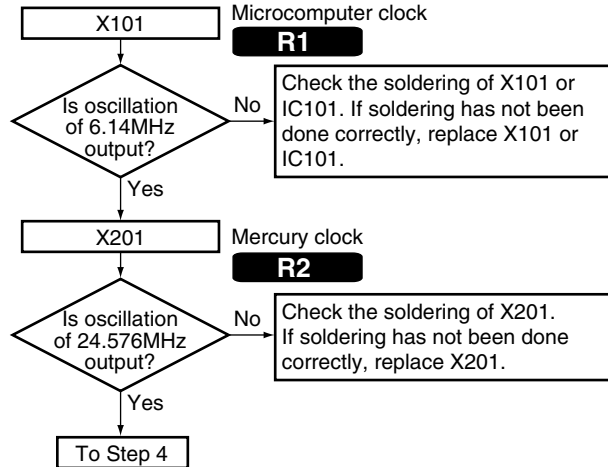 X101
Microcomputer clock
R1
Is oscillation
of 6.14MHz
output?
No
Check the soldering of X101 or
IC101. If soldering has not been
done correctly, replace X101 or
IC101.
Yes
X201
Mercury clock
R2
Is oscillation
of 24.576MHz
output?
No
Check the soldering of X201.
If soldering has not been done
correctly, replace X201.
Yes
To Step 4